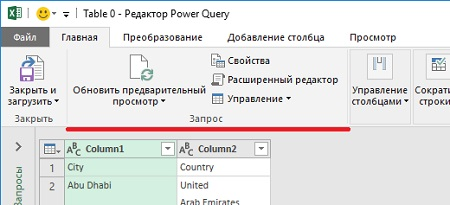 Table 0 - Редактор Power Query
Файл Главная Преобразование Добавление столбца Просмотр
Закрыть и
загрузить
Обновить предварительный
просмотр
Свойства
Расширенный редактор
Управление
Управление
столбцами
Сократи
строки
Закрыть
Запрос
Запросы
ABC Column1 ABC Column2
1 City Country
2 Abu Dhabi United
Arab Emirates